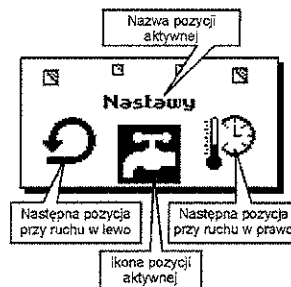 Nazwa pozycji
aktywnej
Nastawy
Następna pozycja
przy ruchu w lewo
Następna pozycja
przy ruchu w prawo
Ikona pozycji
aktywnej